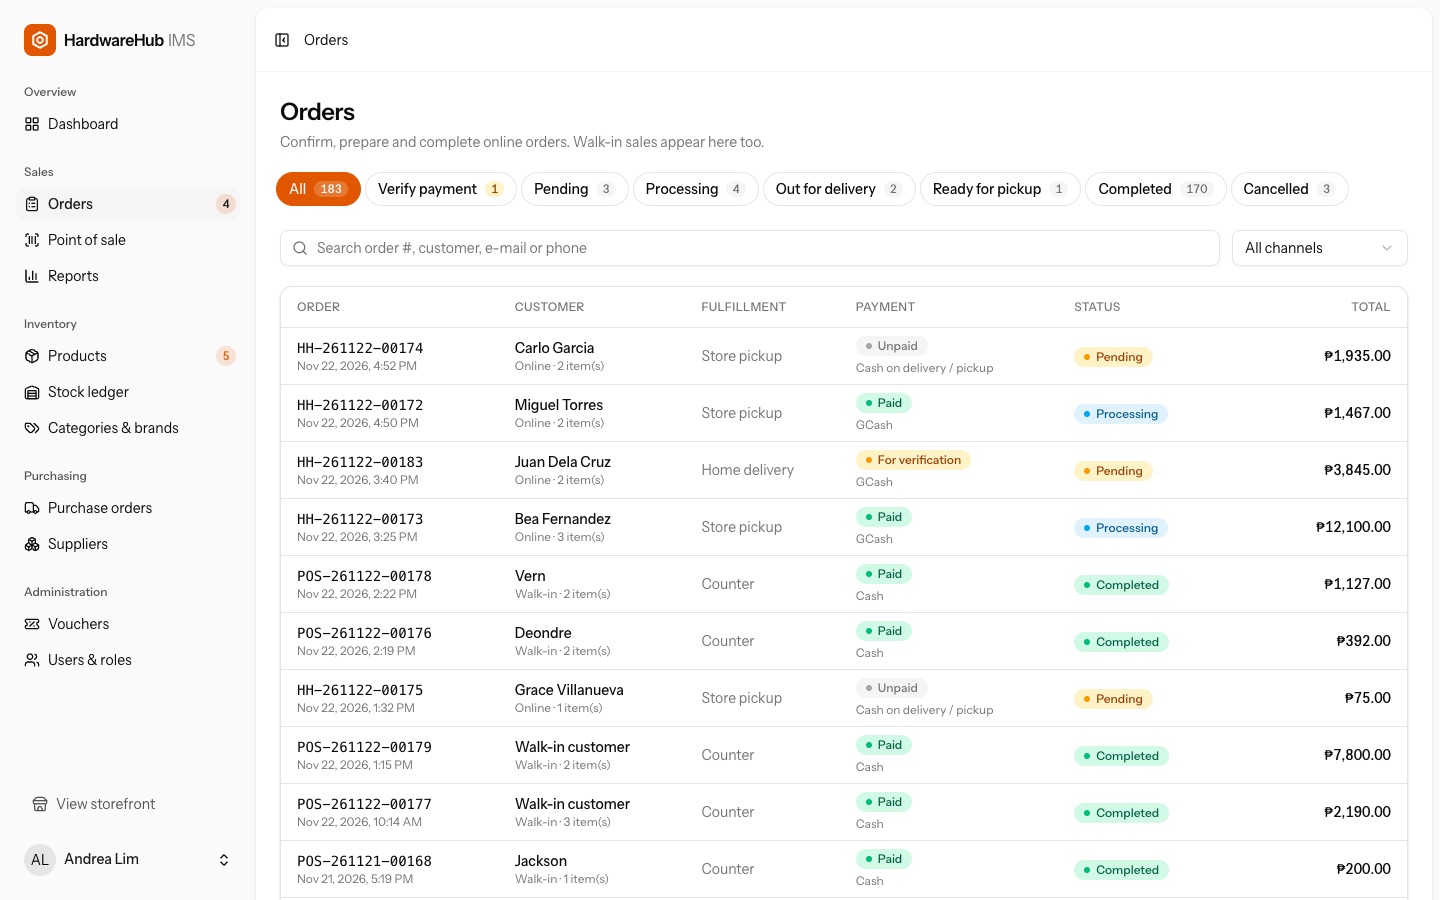 HardwareHub IMS
Overview
Dashboard
Sales
Orders 4
Point of sale
Reports
Inventory
Products 5
Stock ledger
Categories & brands
Purchasing
Purchase orders
Suppliers
Administration
Vouchers
Users & roles
View storefront
AL Andrea Lim
Orders
Orders
Confirm, prepare and complete online orders. Walk-in sales appear here too.
All 183 Verify payment 1 Pending 3 Processing 4 Out for delivery 2 Ready for pickup 1 Completed 170 Cancelled 3
Search order #, customer, e-mail or phone All channels
ORDER CUSTOMER FULFILLMENT PAYMENT STATUS TOTAL
HH-261122-00174 Carlo Garcia Store pickup Unpaid Pending ₱1,935.00
Nov 22, 2026, 4:52 PM Online · 2 item(s) Cash on delivery / pickup
HH-261122-00172 Miguel Torres Store pickup Paid Processing ₱1,467.00
Nov 22, 2026, 4:50 PM Online · 2 item(s) GCash
HH-261122-00183 Juan Dela Cruz Home delivery For verification Pending ₱3,845.00
Nov 22, 2026, 3:40 PM Online · 2 item(s) GCash
HH-261122-00173 Bea Fernandez Store pickup Paid Processing ₱12,100.00
Nov 22, 2026, 3:25 PM Online · 3 item(s) GCash
POS-261122-00178 Vern Counter Paid Completed ₱1,127.00
Nov 22, 2026, 2:22 PM Walk-in · 2 item(s) Cash
POS-261122-00176 Deondre Counter Paid Completed ₱392.00
Nov 22, 2026, 2:19 PM Walk-in · 2 item(s) Cash
HH-261122-00175 Grace Villanueva Store pickup Unpaid Pending ₱75.00
Nov 22, 2026, 1:32 PM Online · 1 item(s) Cash on delivery / pickup
POS-261122-00179 Walk-in customer Counter Paid Completed ₱7,800.00
Nov 22, 2026, 1:15 PM Walk-in · 2 item(s) Cash
POS-261122-00177 Walk-in customer Counter Paid Completed ₱2,190.00
Nov 22, 2026, 10:14 AM Walk-in · 3 item(s) Cash
POS-261121-00168 Jackson Counter Paid Completed ₱200.00
Nov 21, 2026, 5:19 PM Walk-in · 1 item(s) Cash